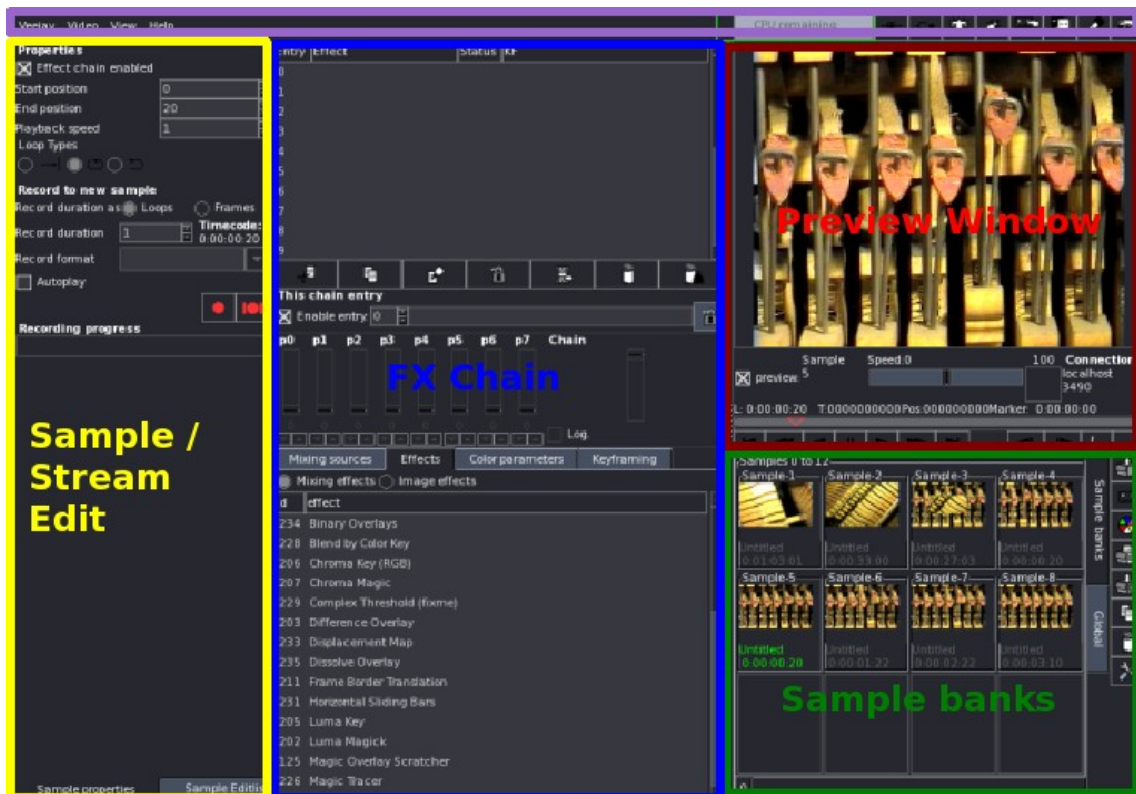 Veejay Video View Help
CPU remaining
Properties
Effect chain enabled
Start position 0
End position 20
Playback speed 1
Loop Types
Record to new sample
Record duration as Loops Frames
Record duration 1 Timecode:
0:00:00:20
Record format
Autoplay
Recording progress
Sample /
Stream
Edit
Sample properties
Entry Effect Status KF
0
1
2
3
4
5
6
7
8
9
This chain entry
Enable entry 0
p0 p1 p2 p3 p4 p5 p6 p7 Chain
FX Chain
Log.
Mixing sources Effects Color parameters Keyframing
Mixing effects Image effects
effect
234 Binary Overlays
228 Blend by Color Key
206 Chroma Key (RGB)
207 Chroma Magic
229 Complex Threshold (fixme)
203 Difference Overlay
233 Displacement Map
235 Dissolve Overlay
211 Frame Border Translation
231 Horizontal Sliding Bars
205 Luma Key
202 Luma Magick
125 Magic Overlay Scratcher
226 Magic Tracer
Preview Window
Sample Speed:0 100 Connection
preview: 5 localhost
3490
L: 0:00:00:20 T:0000000000Pos:000000000Marker: D:00:00:00
Samples 0 to 12
Sample-1 Sample-2 Sample-3 Sample-4
Untitled Untitled Untitled Untitled
0:01:03:01 0:00:39:00 0:00:27:03 0:00:00:20
Sample-5 Sample-6 Sample-7 Sample-8
Untitled Untitled Untitled Untitled
0:00:00:20 0:00:01:22 0:00:02:22 0:00:03:10
Sample banks
Sample banks
Global